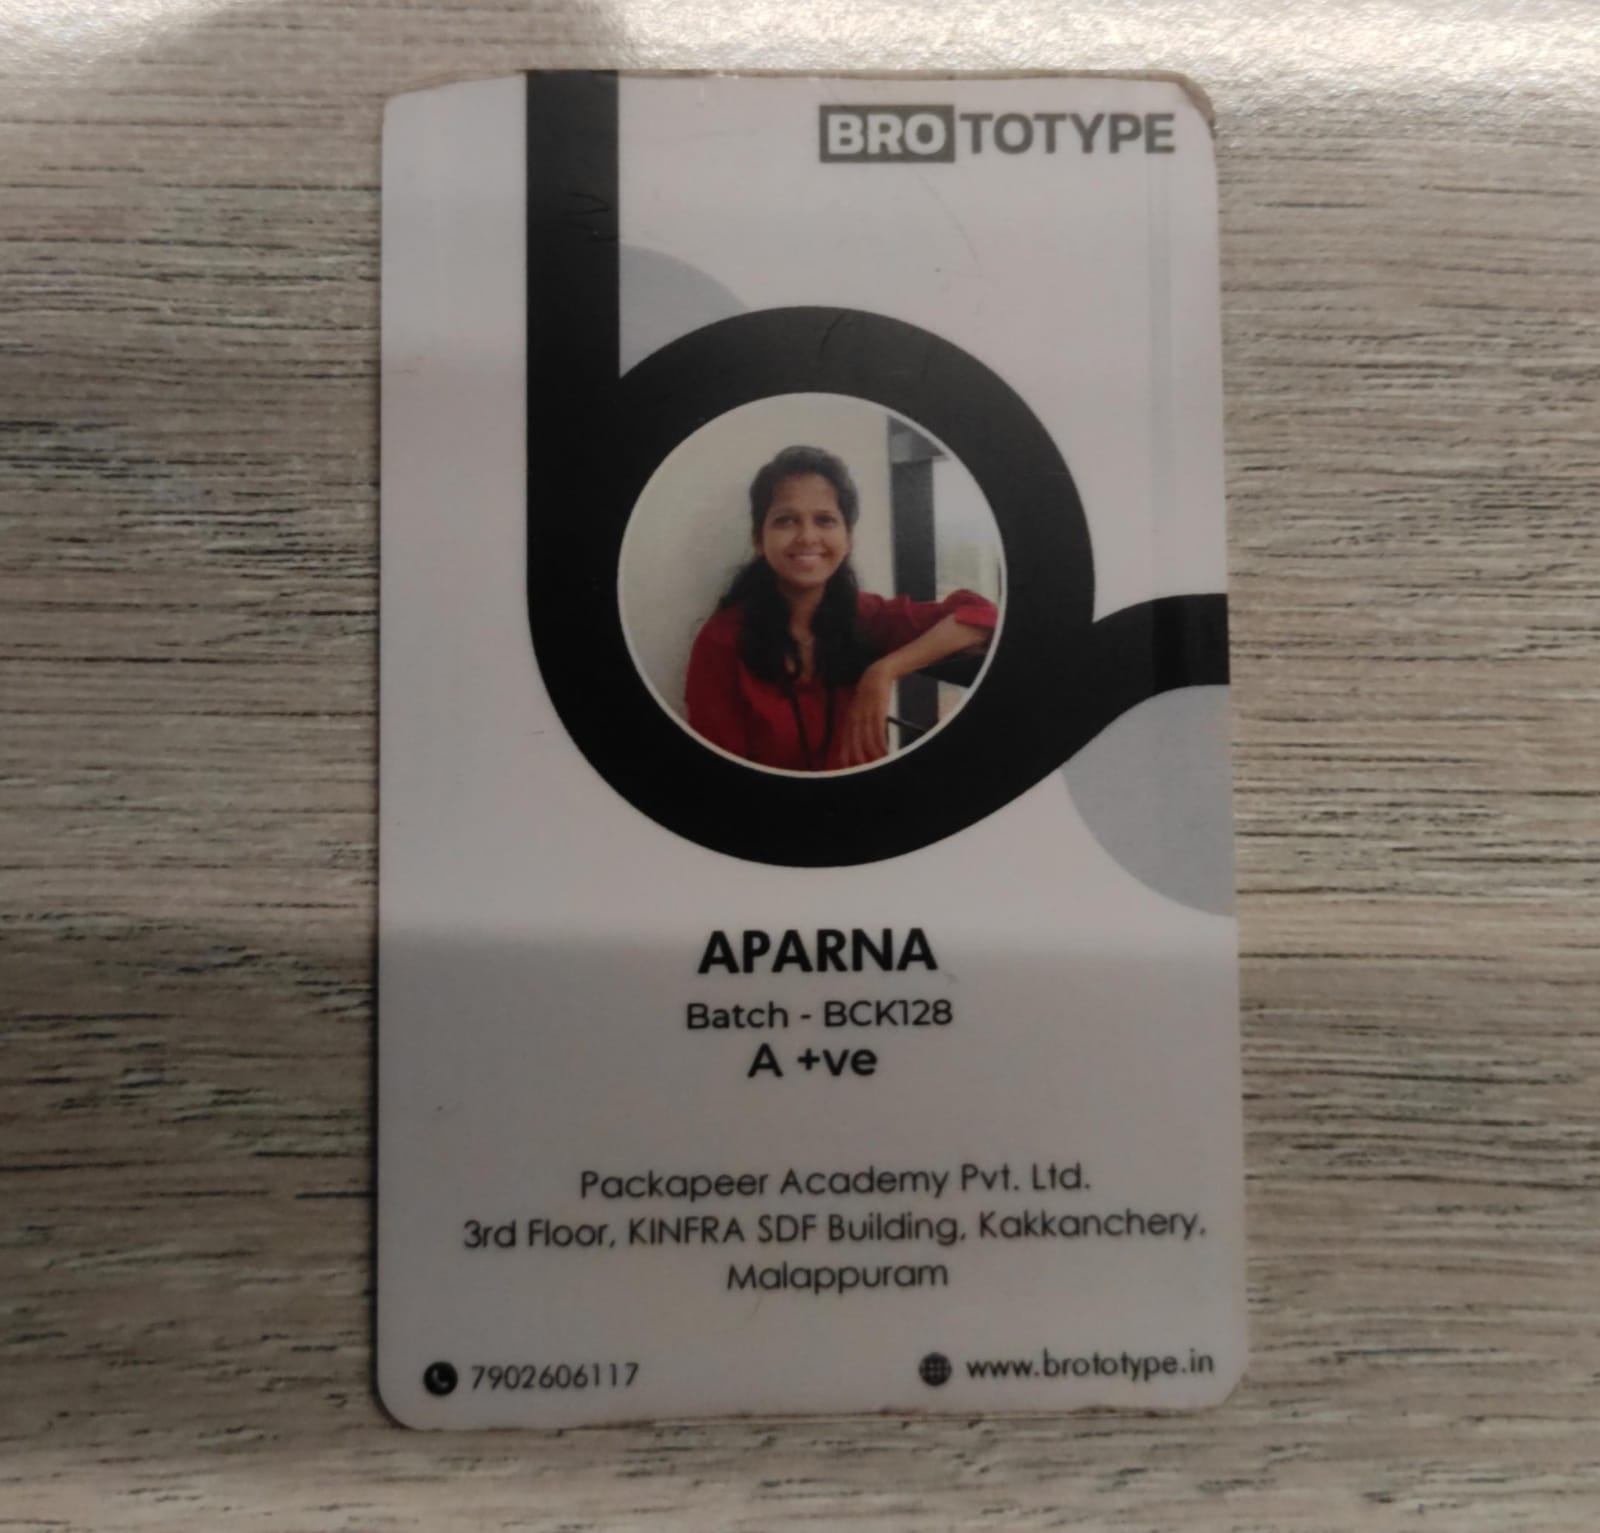 BROTOTYPE
APARNA
Batch - BCK128
A +ve
Packapeer Academy Pvt. Ltd.
3rd Floor, KINFRA SDF Building, Kakkanchery,
Malappuram
7902606117
www.brototype.in